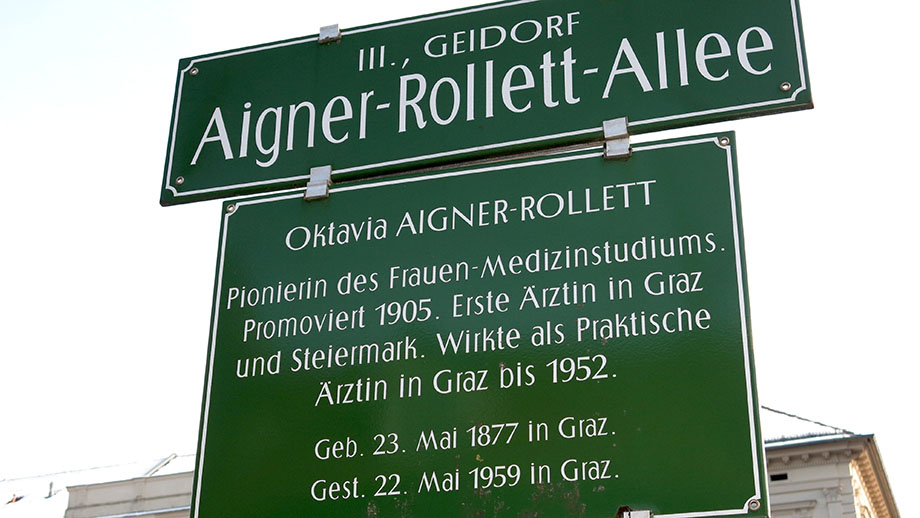 III., GEIDORF
Aigner-Rollett-Allee
Oktavia AIGNER-ROLLETT
Pionierin des Frauen-Medizinstudiums.
Promoviert 1905. Erste Ärztin in Graz
und Steiermark. Wirkte als Praktische
Ärztin in Graz bis 1952.
Geb. 23. Mai 1877 in Graz.
Gest. 22. Mai 1959 in Graz.